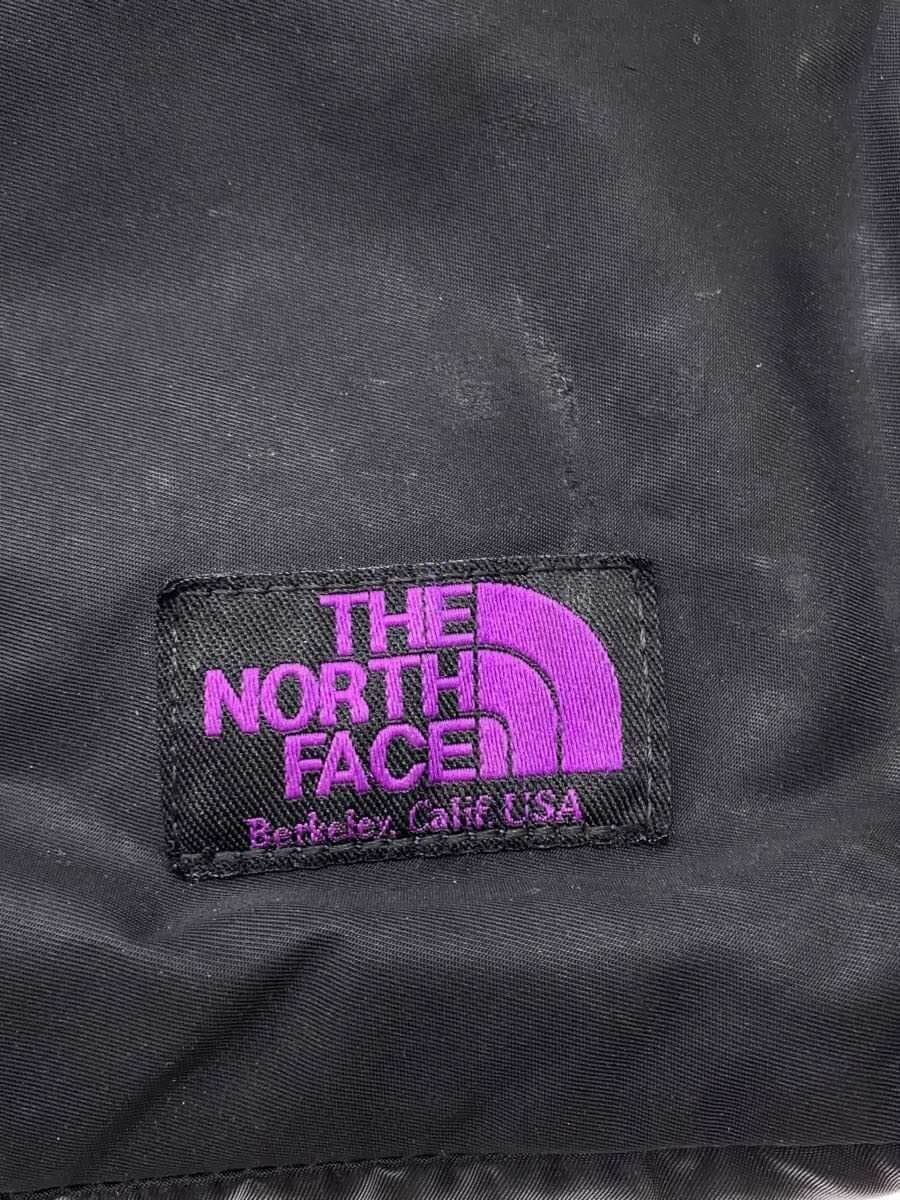 THE
NORTH
FACE
Berkeley, Calif. USA